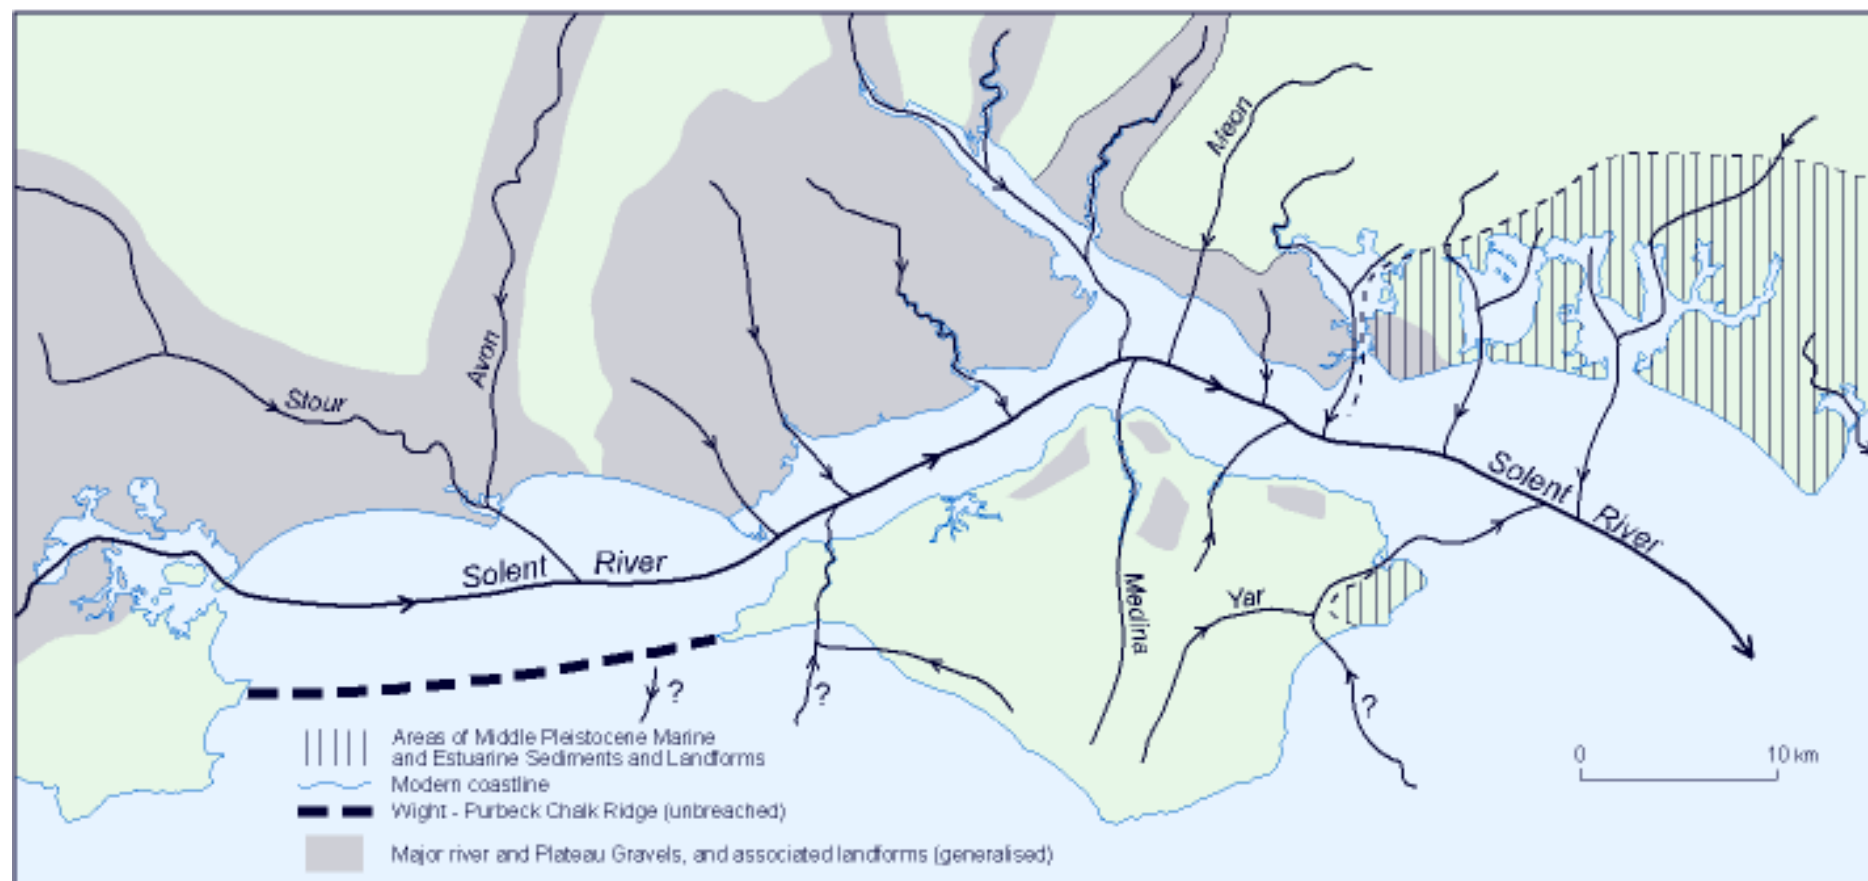 Meon
Avon
Stour
Solent River
Solent River
Medina
Yar
?
?
?
Areas of Middle Pleistocene Marine
and Estuarine Sediments and Landforms
Modern coastline
Wight - Purbeck Chalk Ridge (unbreached)
Major river and Plateau Gravels, and associated landforms (generalised)
0 10 km